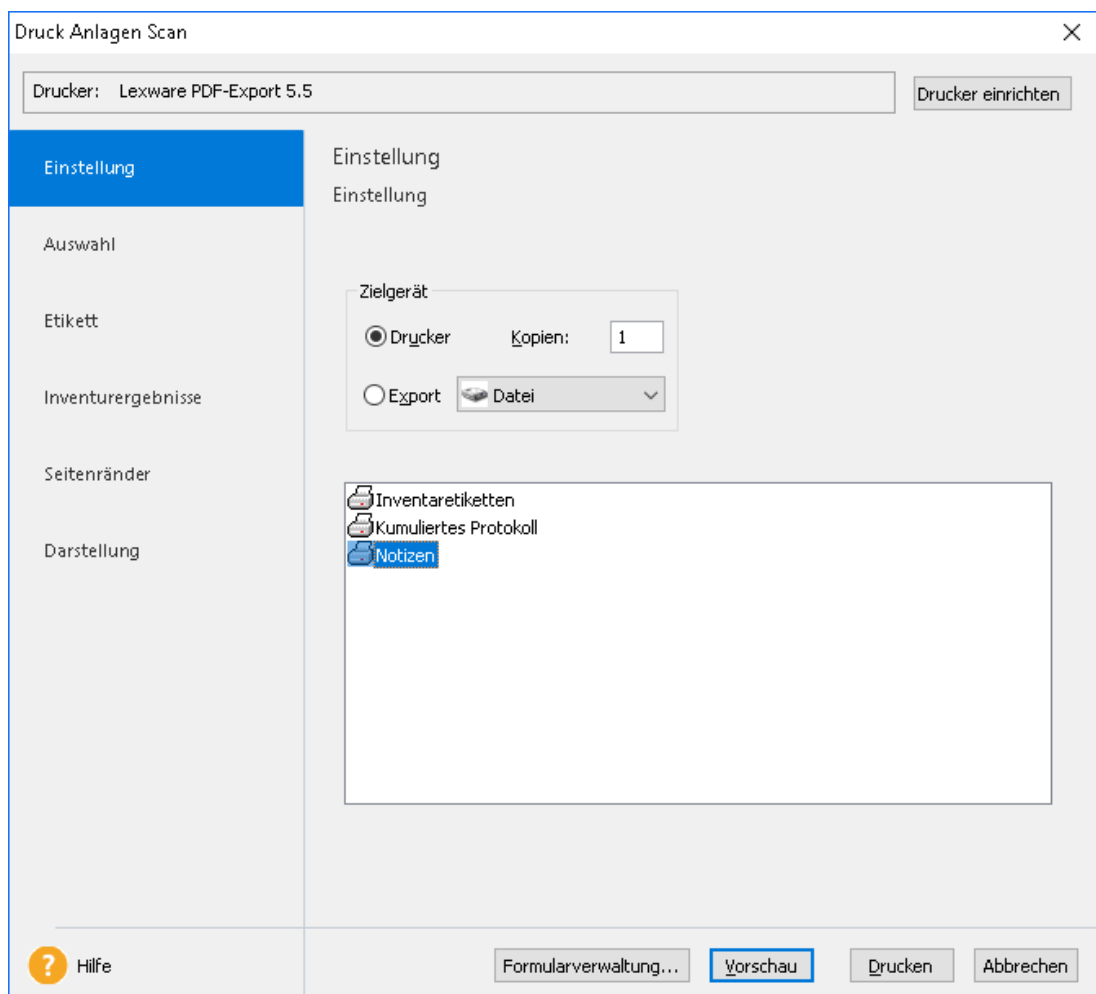 Druck Anlagen Scan
Drucker: Lexware PDF-Export 5.5
Drucker einrichten
Einstellung
Auswahl
Etikett
Inventurergebnisse
Seitenränder
Darstellung
Einstellung
Einstellung
Zielgerät
Drucker Kopien: 1
Export Datei
Inventaretiketten
Kumuliertes Protokoll
Notizen
? Hilfe
Formularverwaltung...
Vorschau
Drucken
Abbrechen